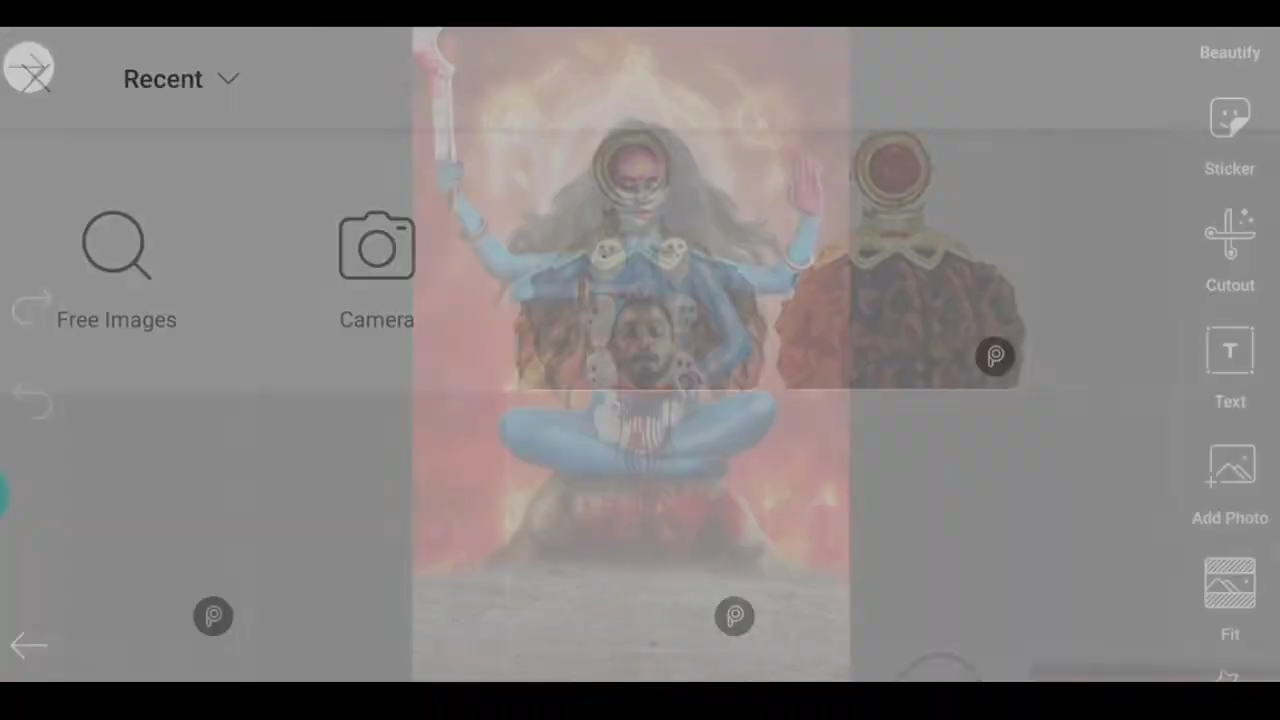 Recent
Free Images
Camera
Beautify
Sticker
Cutout
T
Text
Add Photo
Fit